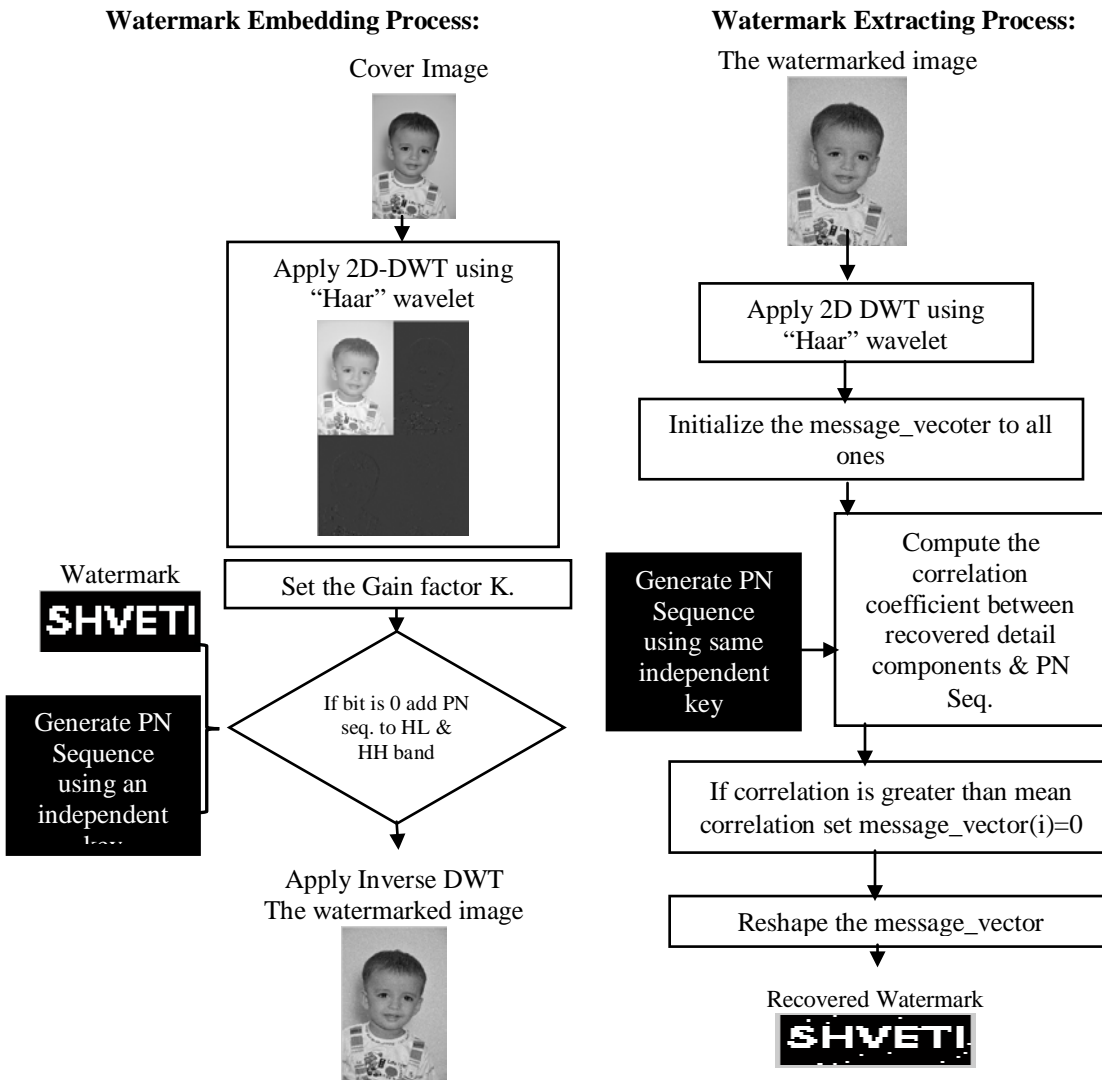 Watermark Embedding Process:
Cover Image
Apply 2D-DWT using
“Haar” wavelet
Set the Gain factor K.
Watermark
SHVETI
Generate PN
Sequence
using an
independent
If bit is 0 add PN
seq. to HL &
HH band
Apply Inverse DWT
The watermarked image
Watermark Extracting Process:
The watermarked image
Apply 2D DWT using
“Haar” wavelet
Initialize the message_vecoter to all
ones
Generate PN
Sequence
using same
independent
key
Compute the
correlation
coefficient between
recovered detail
components & PN
Seq.
If correlation is greater than mean
correlation set message_vector(i)=0
Reshape the message_vector
Recovered Watermark
SHVETI